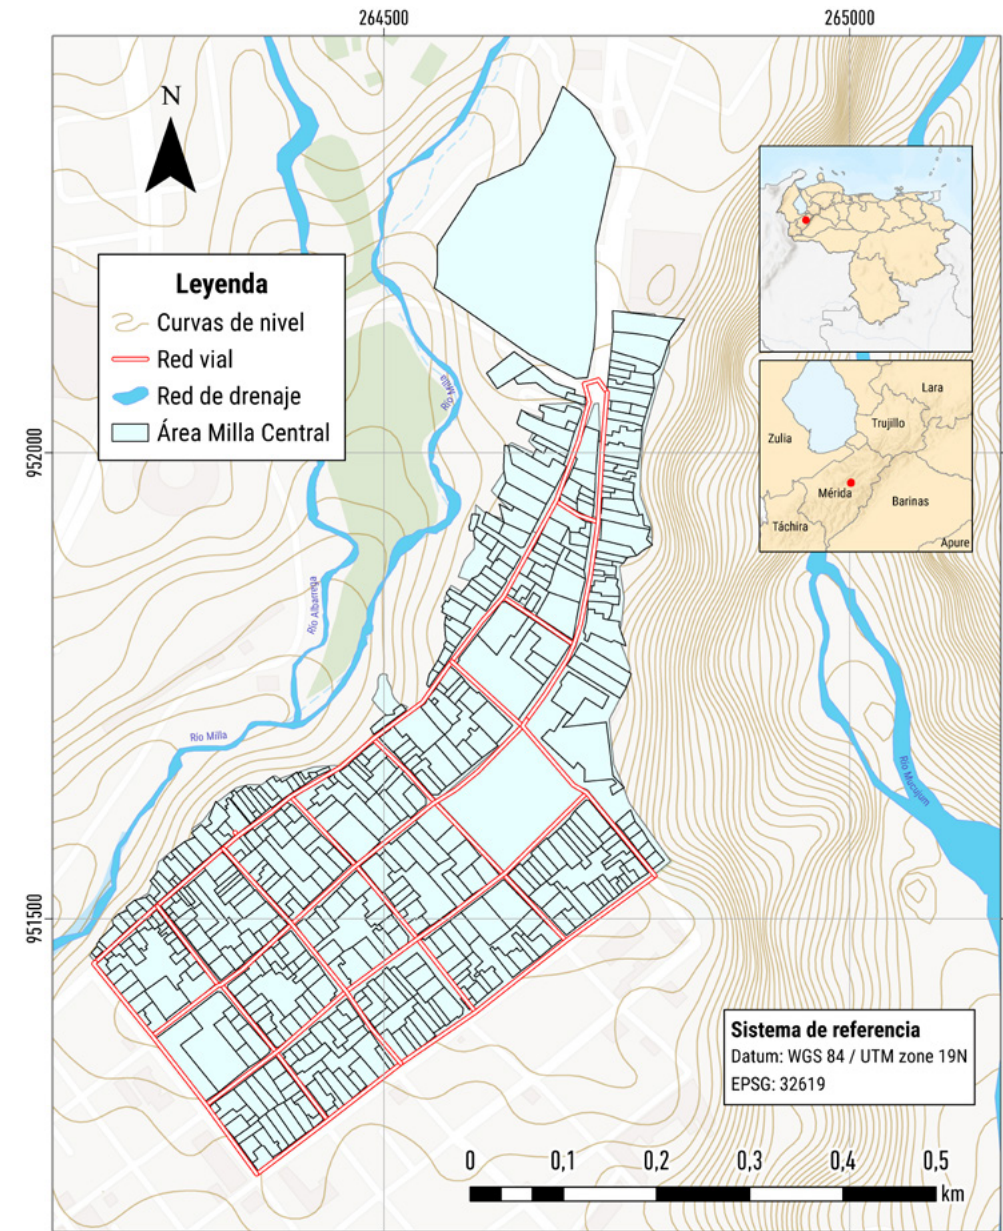 264500
265000
N
Leyenda
Curvas de nivel
Red vial
Red de drenaje
Área Milla Central
Río Milla
Lara
Trujillo
Zulia
Mérida
Barinas
Táchira
Apure
952000
Río Albarrega
Río Milla
Río Mucujum
951500
Sistema de referencia
Datum: WGS 84 / UTM zone 19N
EPSG: 32619
0 0,1 0,2 0,3 0,4 0,5
km